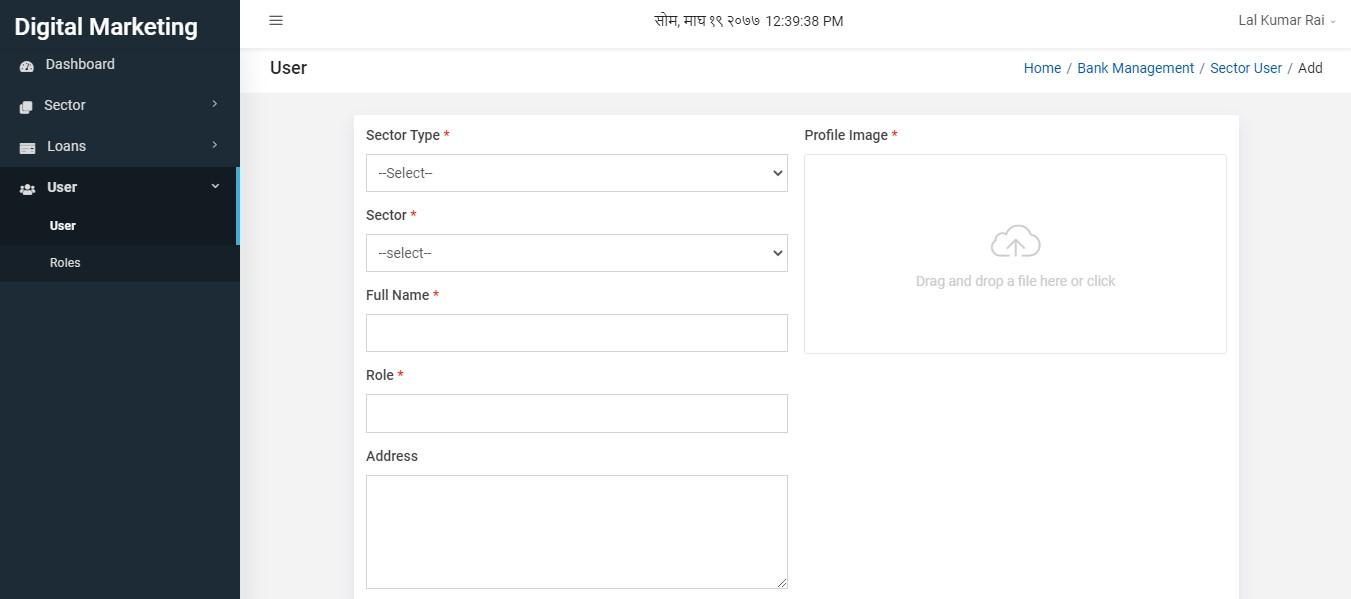 Digital Marketing
सोम, माघ १९ २०७७ 12:39:38 PM
Lal Kumar Rai
Dashboard
Sector
Loans
User
User
Roles
User
Home / Bank Management / Sector User / Add
Sector Type *
--Select--
Sector *
--select--
Full Name *
Role *
Address
Profile Image *
Drag and drop a file here or click